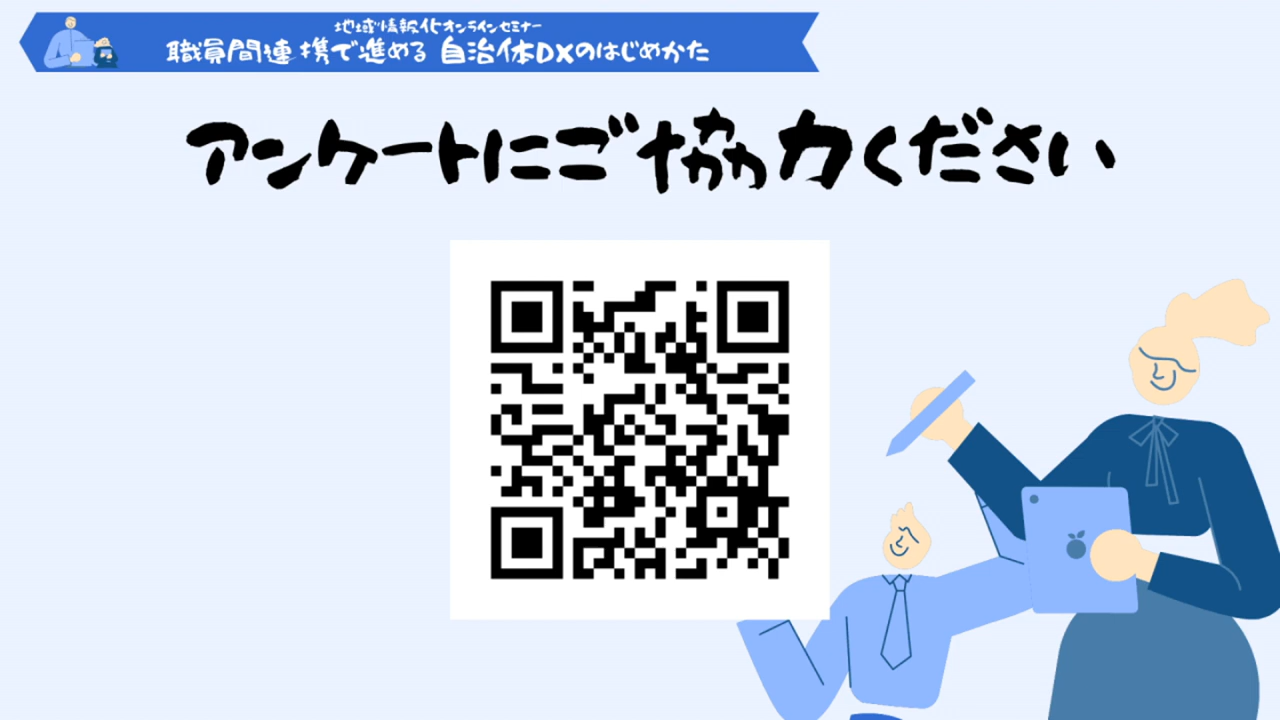 地域情報化オンラインセミナー
職員間連携で進める 自治体DXのはじめかた
アンケートにご協力ください